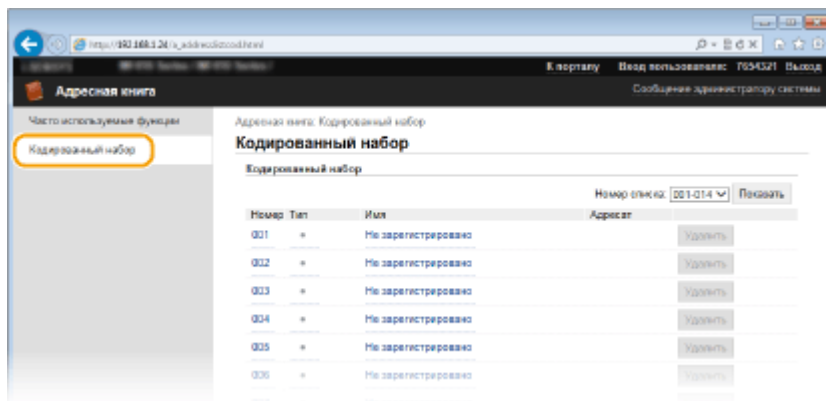 http://192.168.1.24/a_addresslistcod.html
К порталу Вход пользователя: 7654321 Выход
Адресная книга
Сообщение администратору системы
Часто используемые функции
Кодированный набор
Адресная книга: Кодированный набор
Кодированный набор
Кодированный набор
Номер списка: 001-014 Показать
Номер Тип Имя Адресат
001 Не зарегистрировано Удалить
002 Не зарегистрировано Удалить
003 Не зарегистрировано Удалить
004 Не зарегистрировано Удалить
005 Не зарегистрировано Удалить
006 Не зарегистрировано Удалить